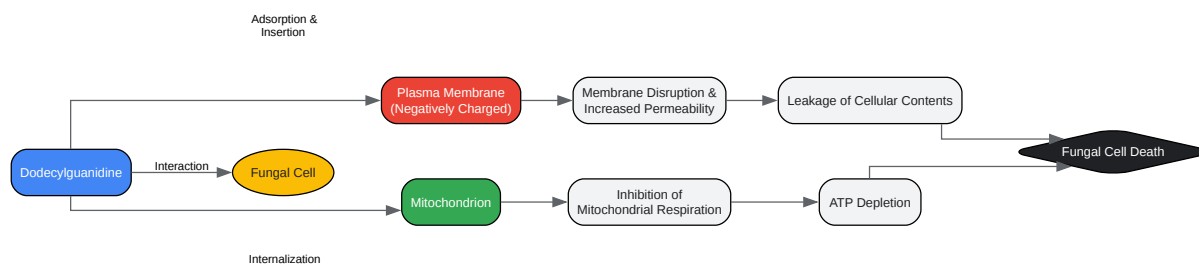 Adsorption &
Insertion
Plasma Membrane
(Negatively Charged)
Membrane Disruption &
Increased Permeability
Leakage of Cellular Contents
Fungal Cell Death
Dodecylguanidine
Interaction
Fungal Cell
Mitochondrion
Inhibition of
Mitochondrial Respiration
ATP Depletion
Internalization